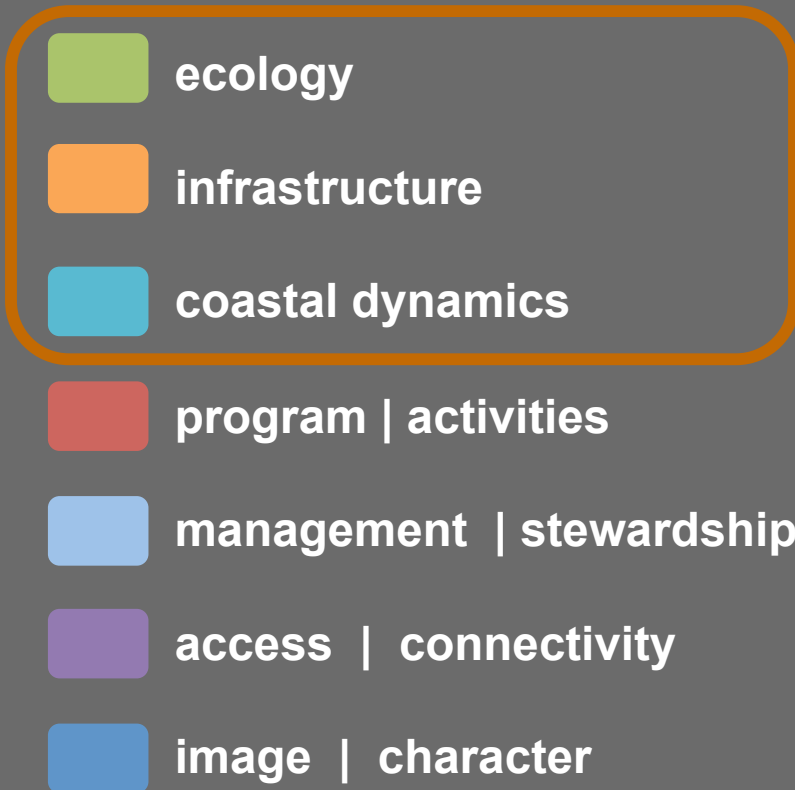 ecology
infrastructure
coastal dynamics
program | activities
management | stewardship
access | connectivity
image | character